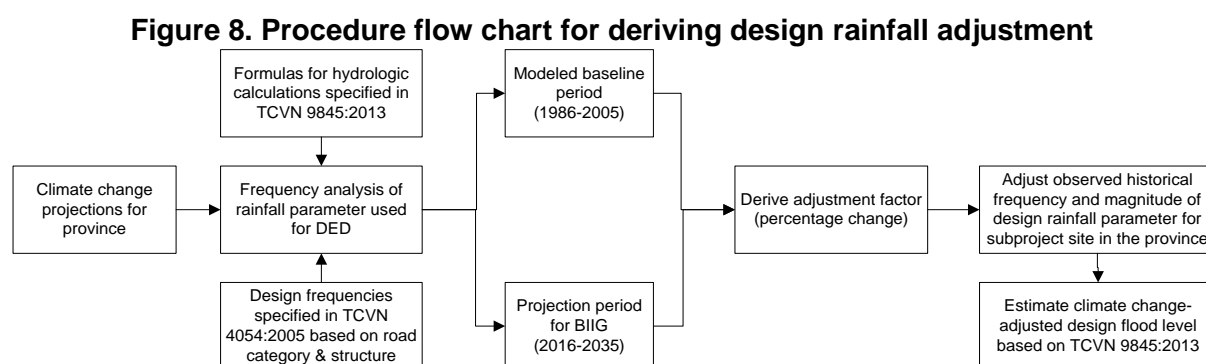 Figure 8. Procedure flow chart for deriving design rainfall adjustment
Formulas for hydrologic
calculations specified in
TCVN 9845:2013
Modeled baseline
period
(1986-2005)
Climate change
projections for
province
Frequency analysis of
rainfall parameter used
for DED
Derive adjustment factor
(percentage change)
Adjust observed historical
frequency and magnitude of
design rainfall parameter for
subproject site in the province
Design frequencies
specified in TCVN
4054:2005 based on road
category & structure
Projection period
for BIIG
(2016-2035)
Estimate climate change-
adjusted design flood level
based on TCVN 9845:2013